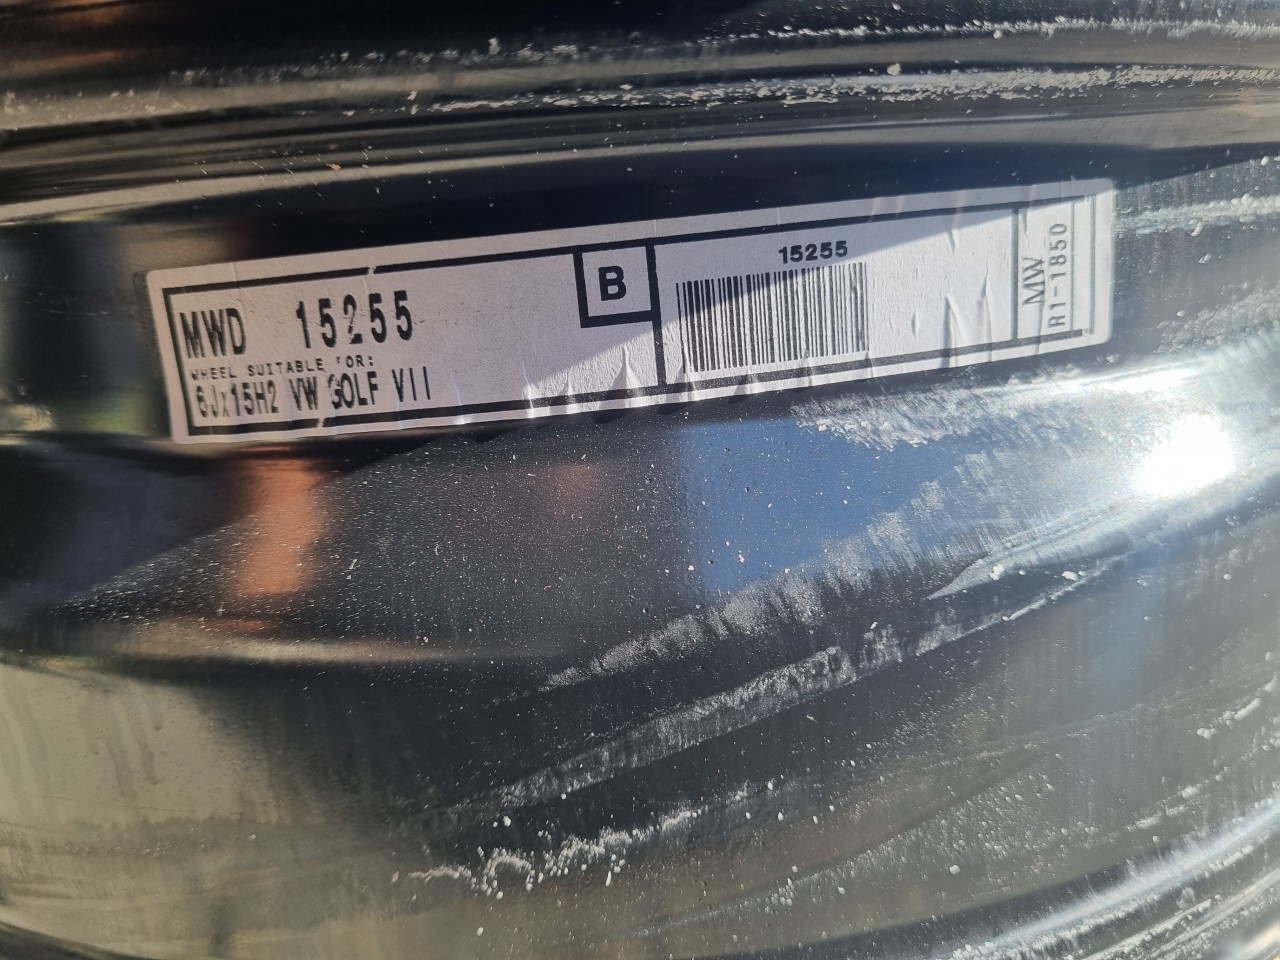 MWD 15255
WHEEL SUITABLE FOR:
6Jx15H2 VW GOLF VII
B
15255
MW
R1-1850